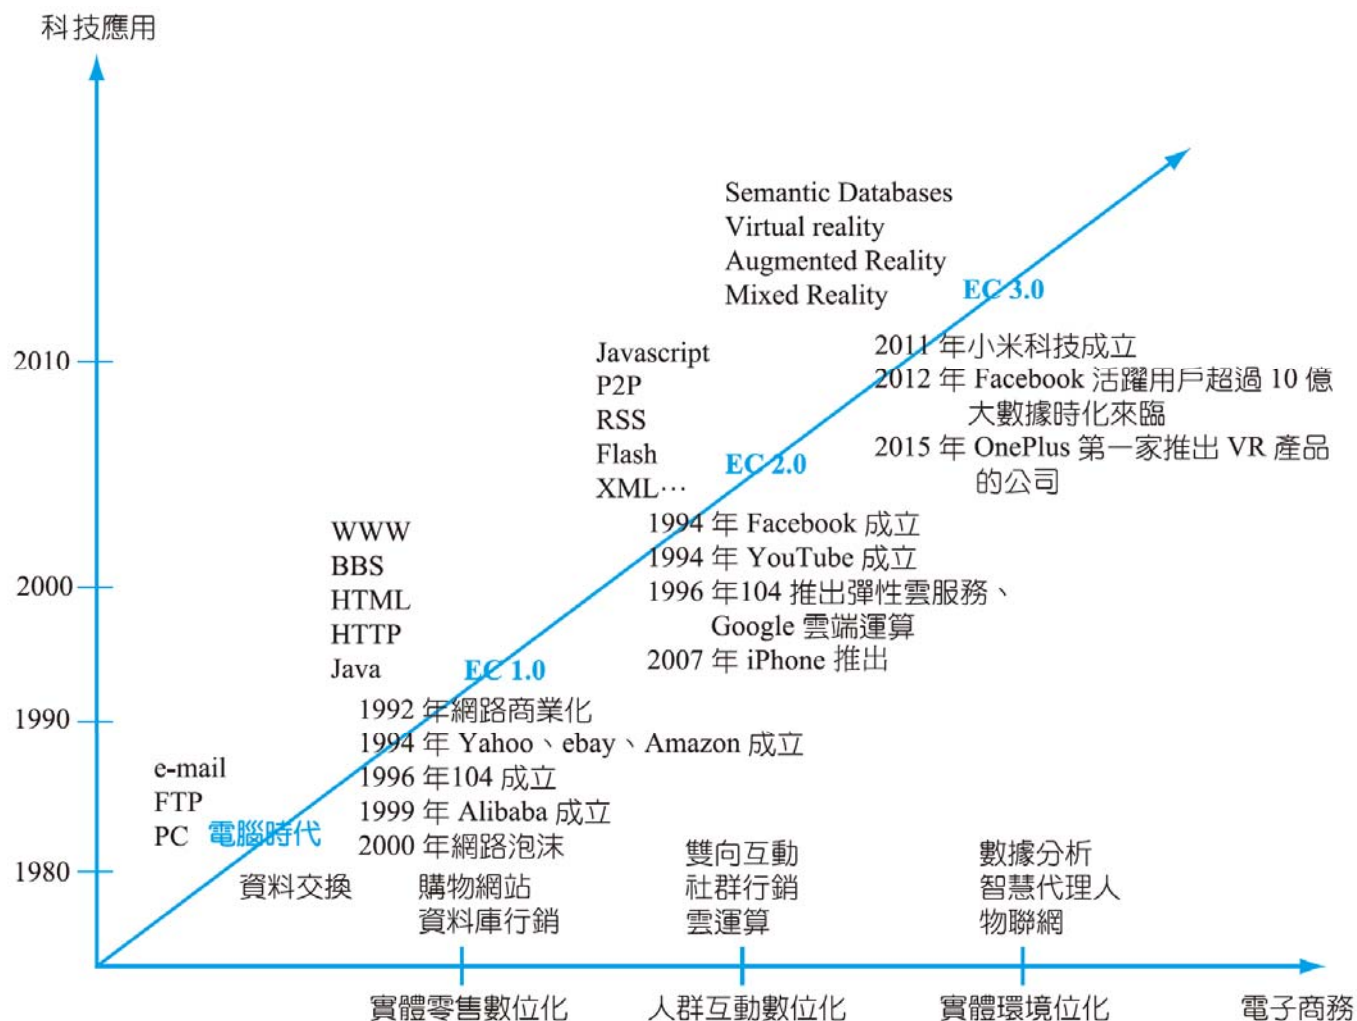 科技應用
Semantic Databases
Virtual reality
Augmented Reality
Mixed Reality
EC 3.0
2010
Javascript
P2P
RSS
Flash
XML…
2011 年小米科技成立
2012 年 Facebook 活躍用戶超過 10 億
大數據時化來臨
2015 年 OnePlus 第一家推出 VR 產品
的公司
EC 2.0
1994 年 Facebook 成立
1994 年 YouTube 成立
1996 年104 推出彈性雲服務、
Google 雲端運算
2007 年 iPhone 推出
2000
WWW
BBS
HTML
HTTP
Java
EC 1.0
1992 年網路商業化
1994 年 Yahoo、ebay、Amazon 成立
1996 年104 成立
1999 年 Alibaba 成立
2000 年網路泡沫
1990
e-mail
FTP
PC
電腦時代
1980
資料交換
購物網站
資料庫行銷
雙向互動
社群行銷
雲運算
數據分析
智慧代理人
物聯網
實體零售數位化
人群互動數位化
實體環境位化
電子商務